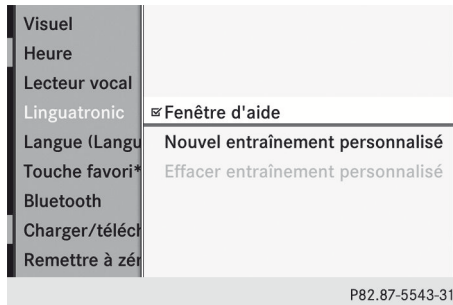 Visuel
Heure
Lecteur vocal
Linguatronic
Langue (Langu
Touche favori*
Bluetooth
Charger/téléch
Remettre à zér
Fenêtre d'aide
Nouvel entraînement personnalisé
Effacer entraînement personnalisé
P82.87-5543-31